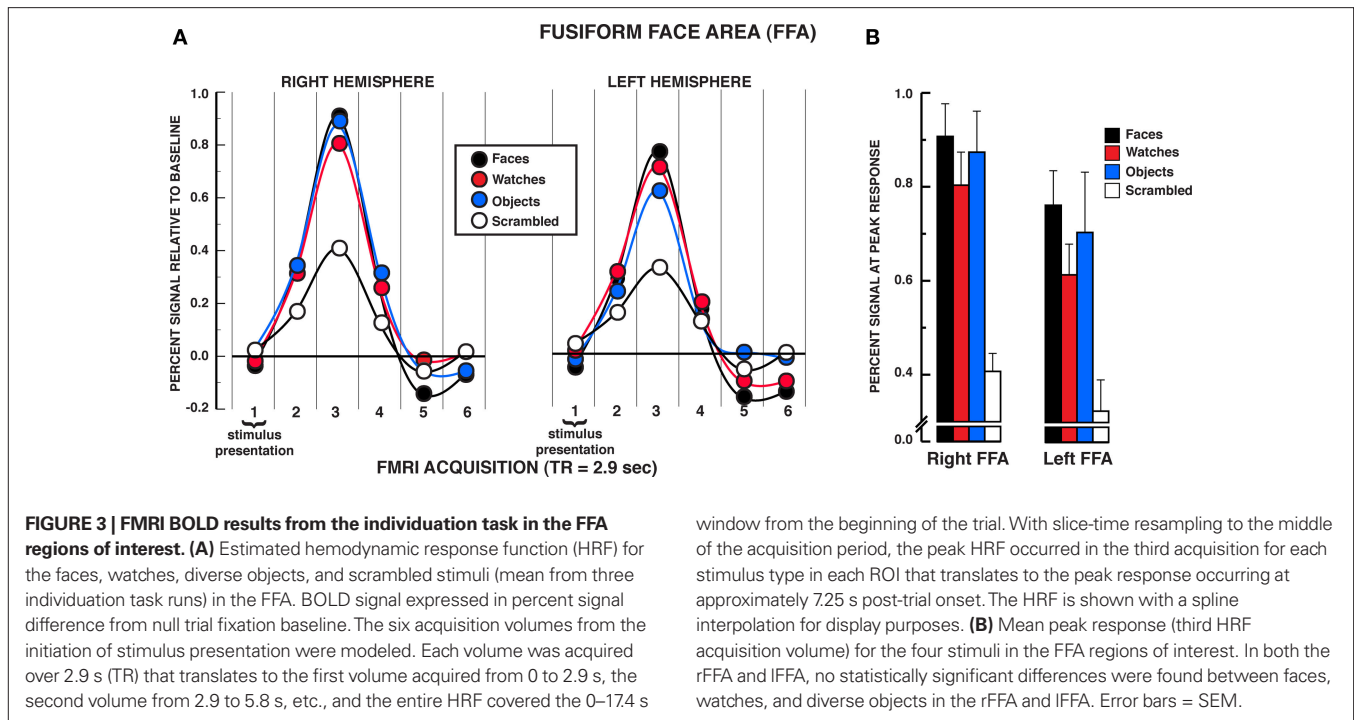 FUSIFORM FACE AREA (FFA)
A
RIGHT HEMISPHERE
LEFT HEMISPHERE
PERCENT SIGNAL RELATIVE TO BASELINE
1.0
0.8
0.6
0.4
0.2
0.0
-0.2
Faces
Watches
Objects
Scrambled
1 2 3 4 5 6
stimulus
presentation
1 2 3 4 5 6
stimulus
presentation
FMRI ACQUISITION (TR = 2.9 sec)
B
PERCENT SIGNAL AT PEAK RESPONSE
1.0
0.8
0.6
0.4
0.0
Faces
Watches
Objects
Scrambled
Right FFA
Left FFA
FIGURE 3 | FMRI BOLD results from the individuation task in the FFA
regions of interest. (A) Estimated hemodynamic response function (HRF) for
the faces, watches, diverse objects, and scrambled stimuli (mean from three
individuation task runs) in the FFA. BOLD signal expressed in percent signal
difference from null trial fixation baseline. The six acquisition volumes from the
initiation of stimulus presentation were modeled. Each volume was acquired
over 2.9 s (TR) that translates to the first volume acquired from 0 to 2.9 s, the
second volume from 2.9 to 5.8 s, etc., and the entire HRF covered the 0–17.4 s
window from the beginning of the trial. With slice-time resampling to the middle
of the acquisition period, the peak HRF occurred in the third acquisition for each
stimulus type in each ROI that translates to the peak response occurring at
approximately 7.25 s post-trial onset. The HRF is shown with a spline
interpolation for display purposes. (B) Mean peak response (third HRF
acquisition volume) for the four stimuli in the FFA regions of interest. In both the
rFFA and lFFA, no statistically significant differences were found between faces,
watches, and diverse objects in the rFFA and lFFA. Error bars = SEM.